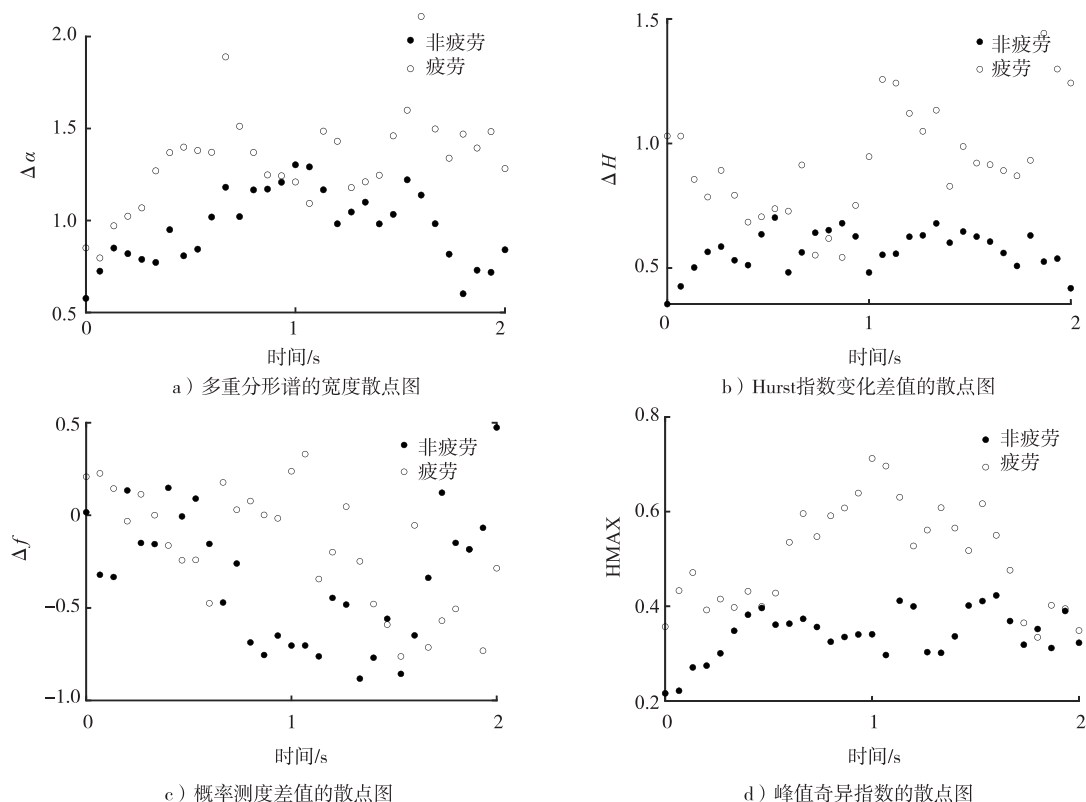 2.0
1.5
1.0
0.5
Δα
非疲劳
疲劳
0
1
2
时间/s
a）多重分形谱的宽度散点图
1.5
1.0
0.5
ΔH
非疲劳
疲劳
0
1
2
时间/s
b）Hurst指数变化差值的散点图
0.5
0
−0.5
−1.0
Δf
非疲劳
疲劳
0
1
2
时间/s
c）概率测度差值的散点图
0.8
0.6
0.4
0.2
HMAX
非疲劳
疲劳
0
1
2
时间/s
d）峰值奇异指数的散点图